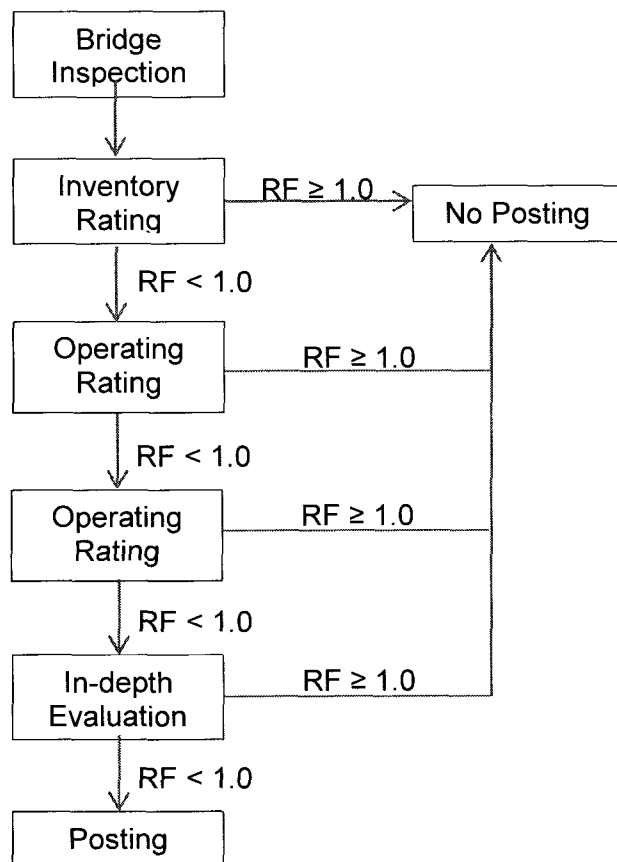 Bridge
Inspection
Inventory
Rating
RF ≥ 1.0
No Posting
RF < 1.0
Operating
Rating
RF ≥ 1.0
RF < 1.0
Operating
Rating
RF ≥ 1.0
RF < 1.0
In-depth
Evaluation
RF ≥ 1.0
RF < 1.0
Posting